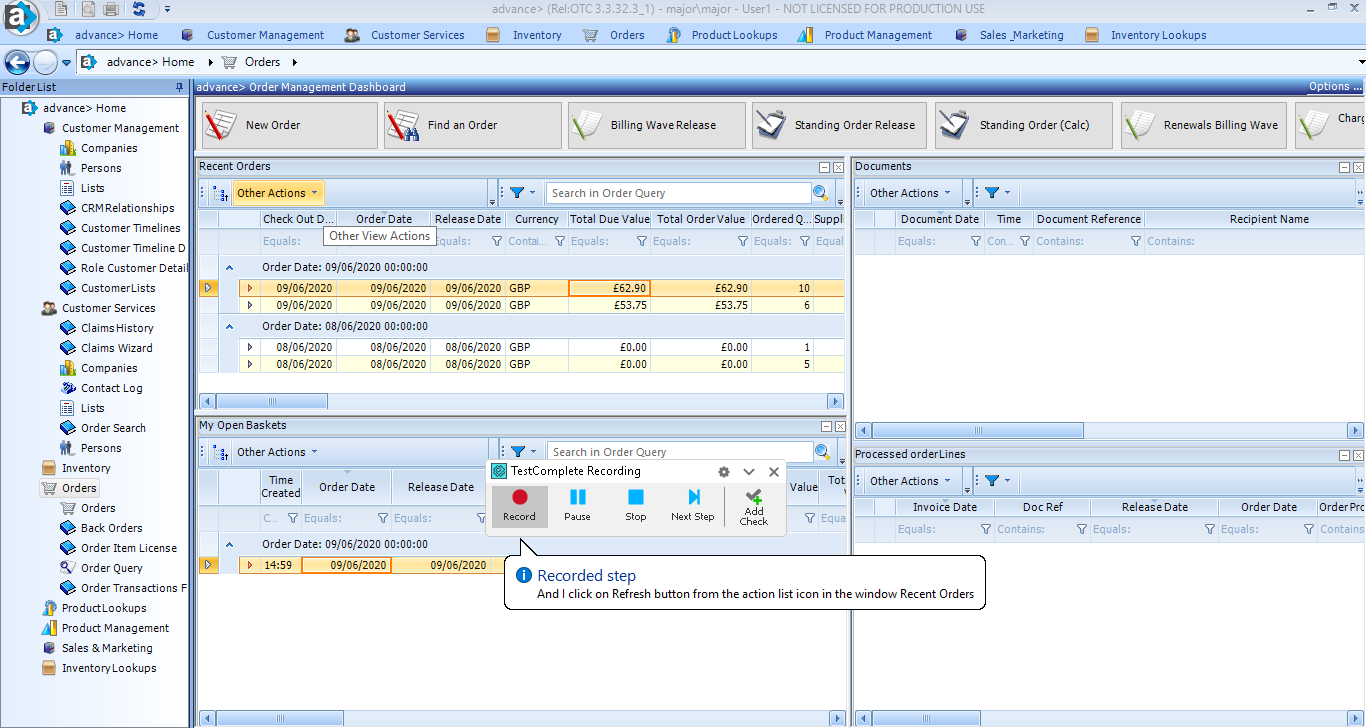 advance> (Rel:OTC 3.3.32.3_1) - major\major - User1 - NOT LICENSED FOR PRODUCTION USE
advance> Home Customer Management Customer Services Inventory Orders Product Lookups Product Management Sales _Marketing Inventory Lookups
advance> Home Orders
Folder List
advance> Home
Customer Management
Companies
Persons
Lists
CRMRelationships
Customer Timelines
Customer Timeline D
Role Customer Detail
CustomerLists
Customer Services
Claims History
Claims Wizard
Companies
Contact Log
Lists
Order Search
Persons
Inventory
Orders
Orders
Back Orders
Order Item License
Order Query
Order Transactions F
Product Lookups
Product Management
Sales & Marketing
Inventory Lookups
advance> Order Management Dashboard Options ...
New Order Find an Order Billing Wave Release Standing Order Release Standing Order (Calc) Renewals Billing Wave Charg
Recent Orders
Other Actions Search in Order Query
Check Out D... Order Date Release Date Currency Total Due Value Total Order Value Ordered Q... Suppli
Other View Actions
Equals: Equals: Contai... Equals: Equals: Equals: Equal
Order Date: 09/06/2020 00:00:00
09/06/2020 09/06/2020 09/06/2020 GBP £62.90 £62.90 10
09/06/2020 09/06/2020 09/06/2020 GBP £53.75 £53.75 6
Order Date: 08/06/2020 00:00:00
08/06/2020 08/06/2020 08/06/2020 GBP £0.00 £0.00 1
08/06/2020 08/06/2020 08/06/2020 GBP £0.00 £0.00 5
My Open Baskets
Other Actions Search in Order Query
Time Created Order Date Release Date Value Tot
C... Equals: Equals: Equa
Order Date: 09/06/2020 00:00:00
14:59 09/06/2020 09/06/2020
TestComplete Recording
Record Pause Stop Next Step Add Check
Recorded step
And I click on Refresh button from the action list icon in the window Recent Orders
Documents
Other Actions
Document Date Time Document Reference Recipient Name
Equals: Con... Contains: Contains:
Processed orderLines
Other Actions
Invoice Date Doc Ref Release Date Order Date Order Pro
Equals: Contains: Equals: Equals: Contains